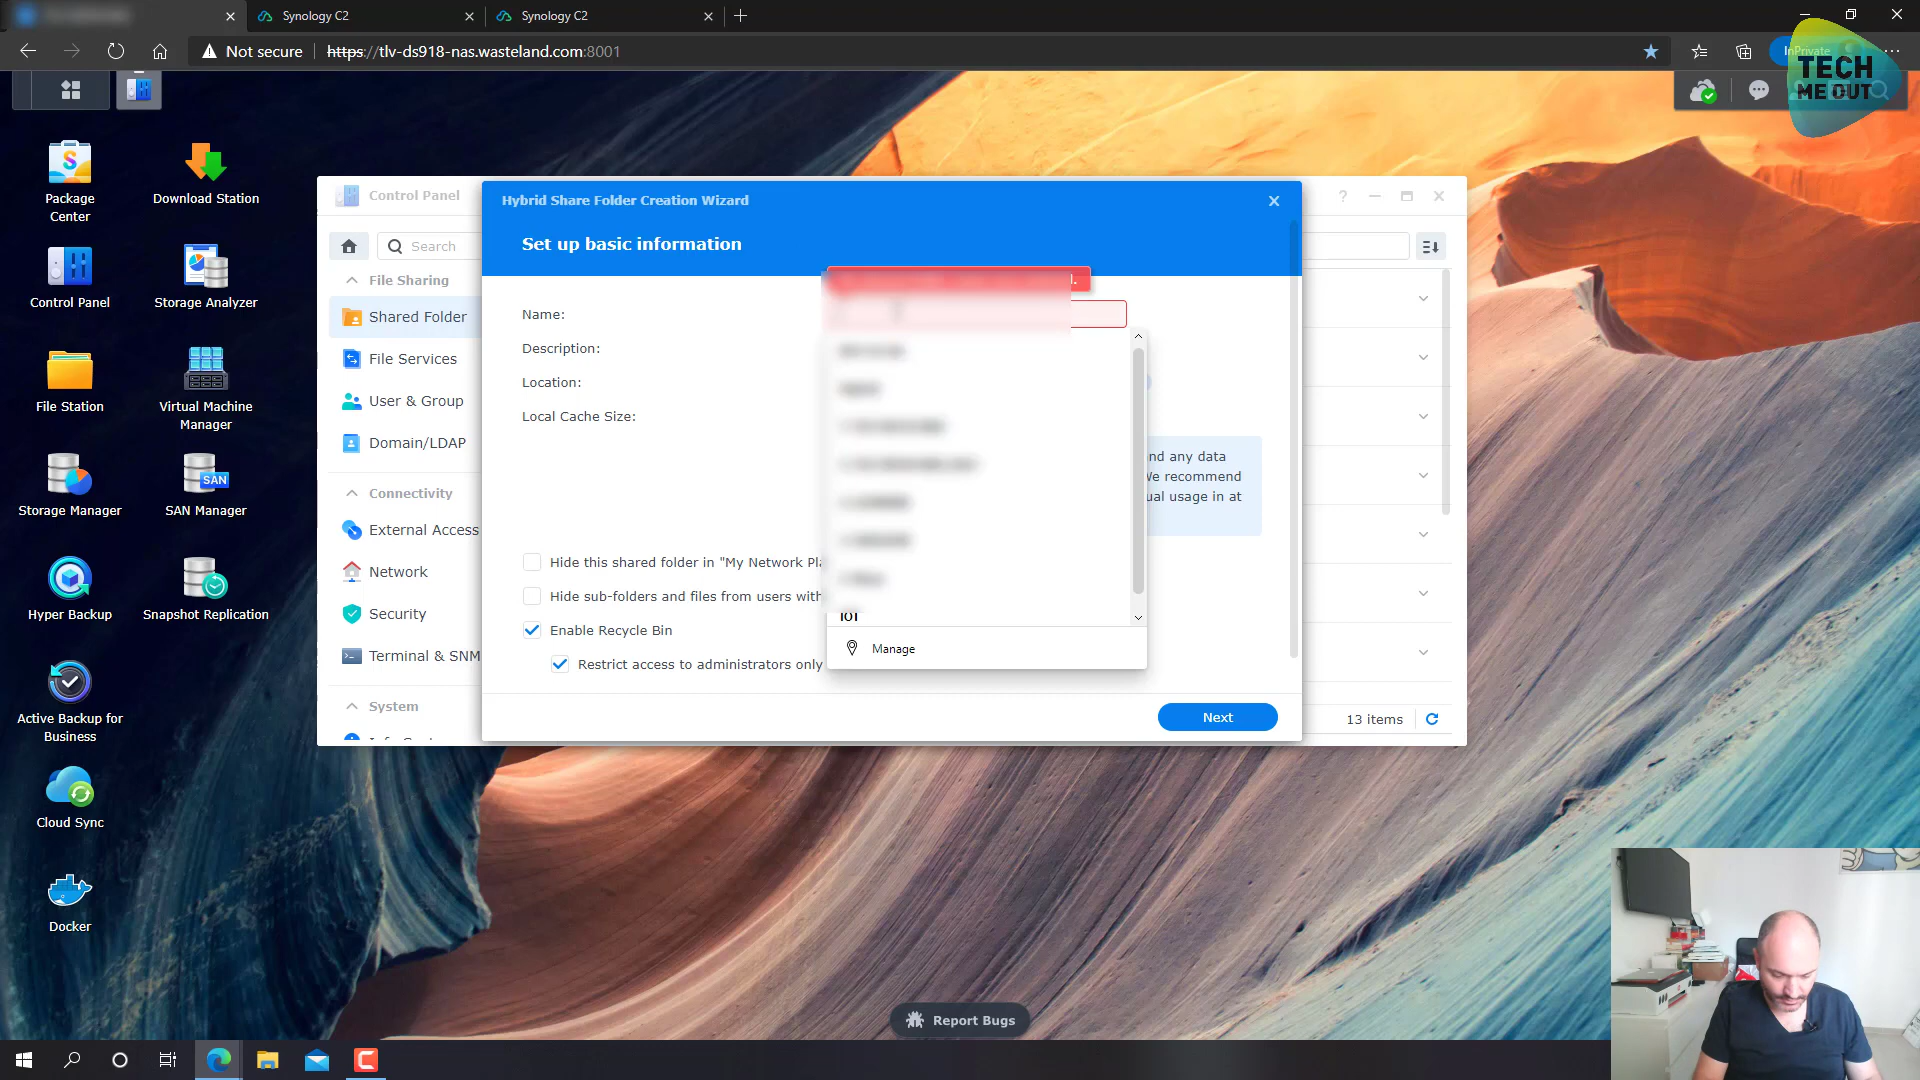 Synology C2
Synology C2
Not secure
https://tlv-ds918-nas.wasteland.com:8001
InPrivate
TECH
ME OUT
Package
Center
Download Station
Control Panel
Storage Analyzer
File Station
Virtual Machine
Manager
Storage Manager
SAN
SAN Manager
Hyper Backup
Snapshot Replication
Active Backup for
Business
Cloud Sync
Docker
Control Panel
Search
File Sharing
Shared Folder
File Services
User & Group
Domain/LDAP
Connectivity
External Access
Network
Security
Terminal & SNM
System
Hybrid Share Folder Creation Wizard
Set up basic information
Name:
Description:
Location:
Local Cache Size:
nd any data
We recommend
ual usage in at
Hide this shared folder in "My Network Pla
Hide sub-folders and files from users with
Enable Recycle Bin
Restrict access to administrators only
IOT
Manage
Next
13 items
Report Bugs